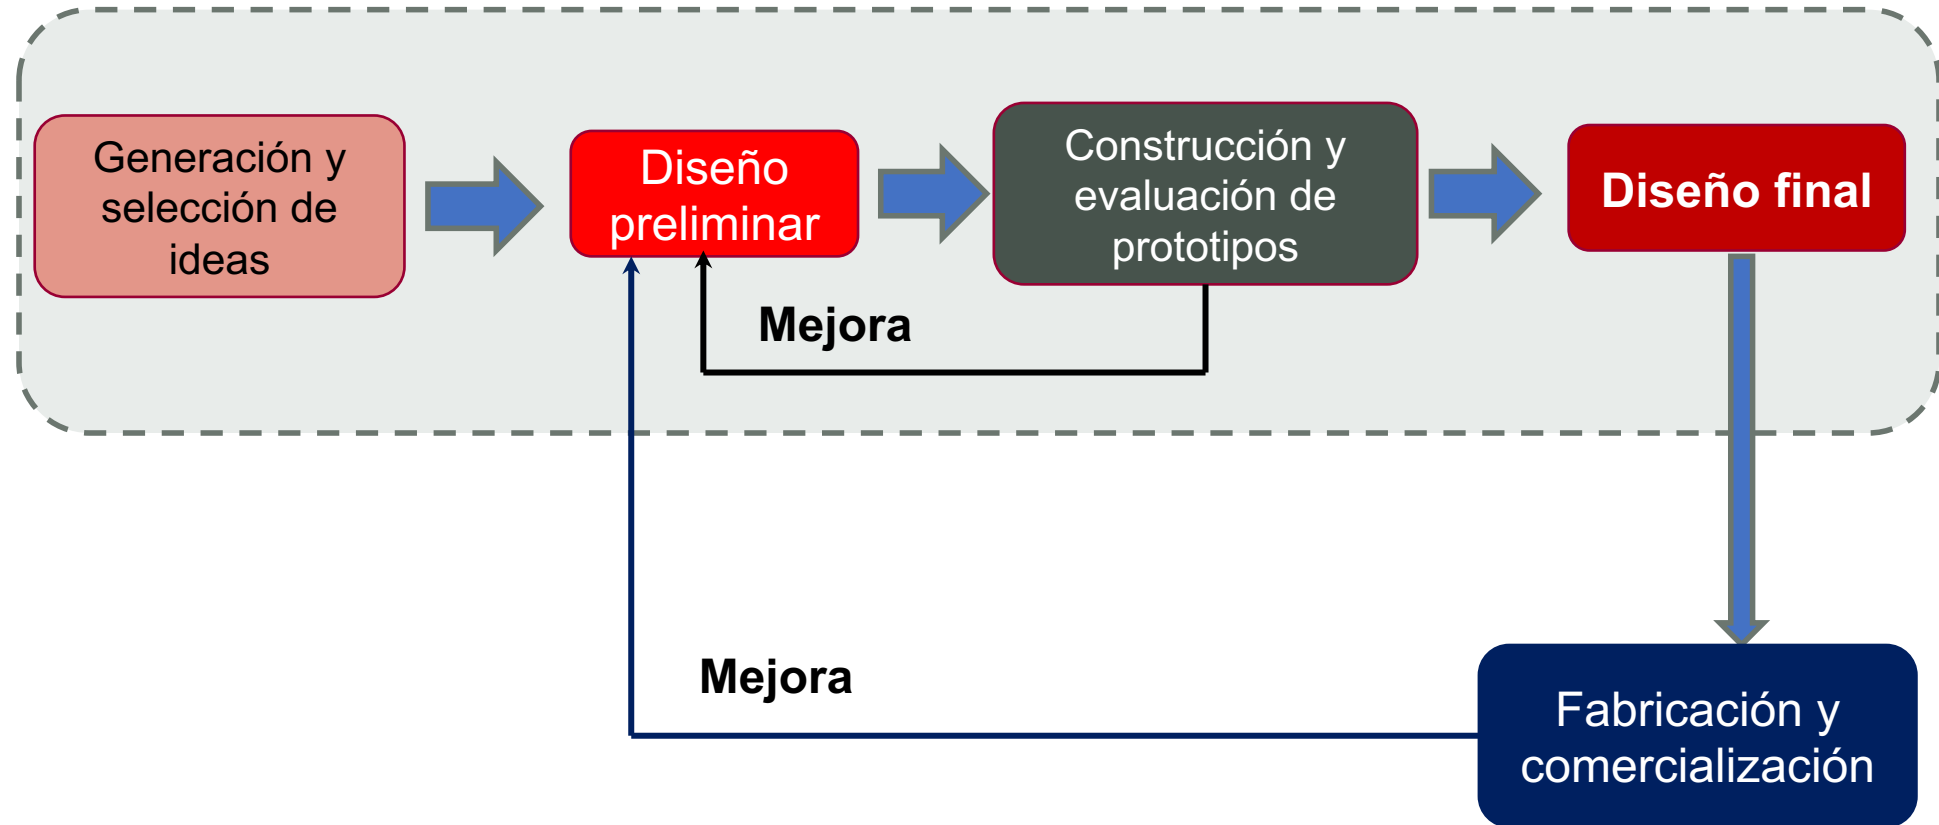 Generación y
selección de
ideas
Diseño
preliminar
Construcción y
evaluación de
prototipos
Diseño final
Mejora
Mejora
Fabricación y
comercialización